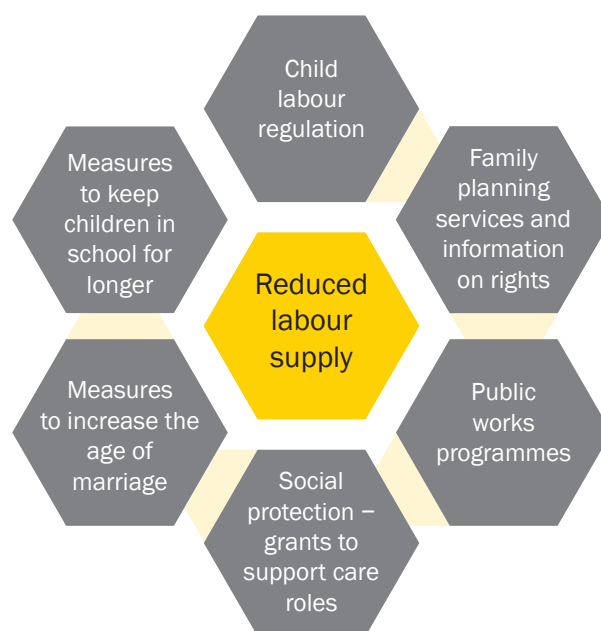 Child
labour
regulation
Family
planning
services and
information
on rights
Public
works
programmes
Social
protection –
grants to
support care
roles
Measures
to increase the
age of
marriage
Measures
to keep
children in
school for
longer
Reduced
labour
supply